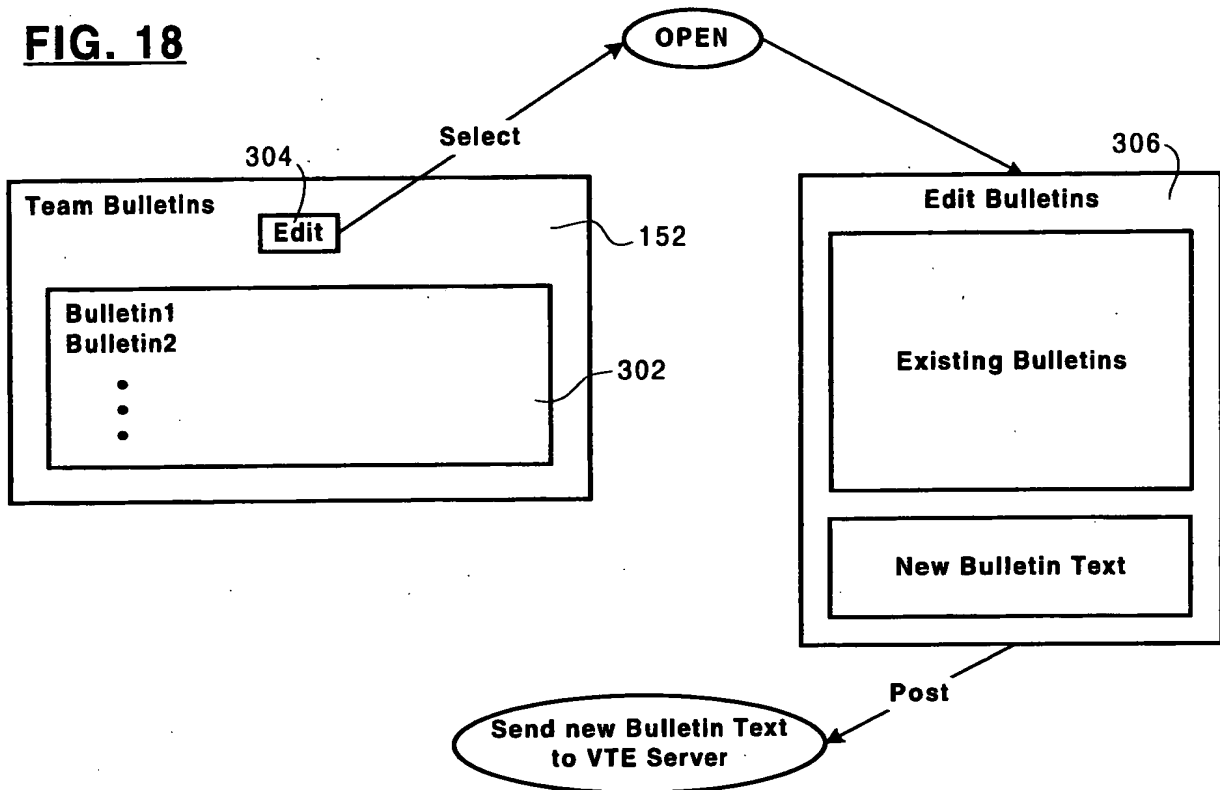 FIG. 18
OPEN
Select
304
306
Team Bulletins
Edit
152
Bulletin1
Bulletin2
302
Edit Bulletins
Existing Bulletins
New Bulletin Text
Post
Send new Bulletin Text
to VTE Server